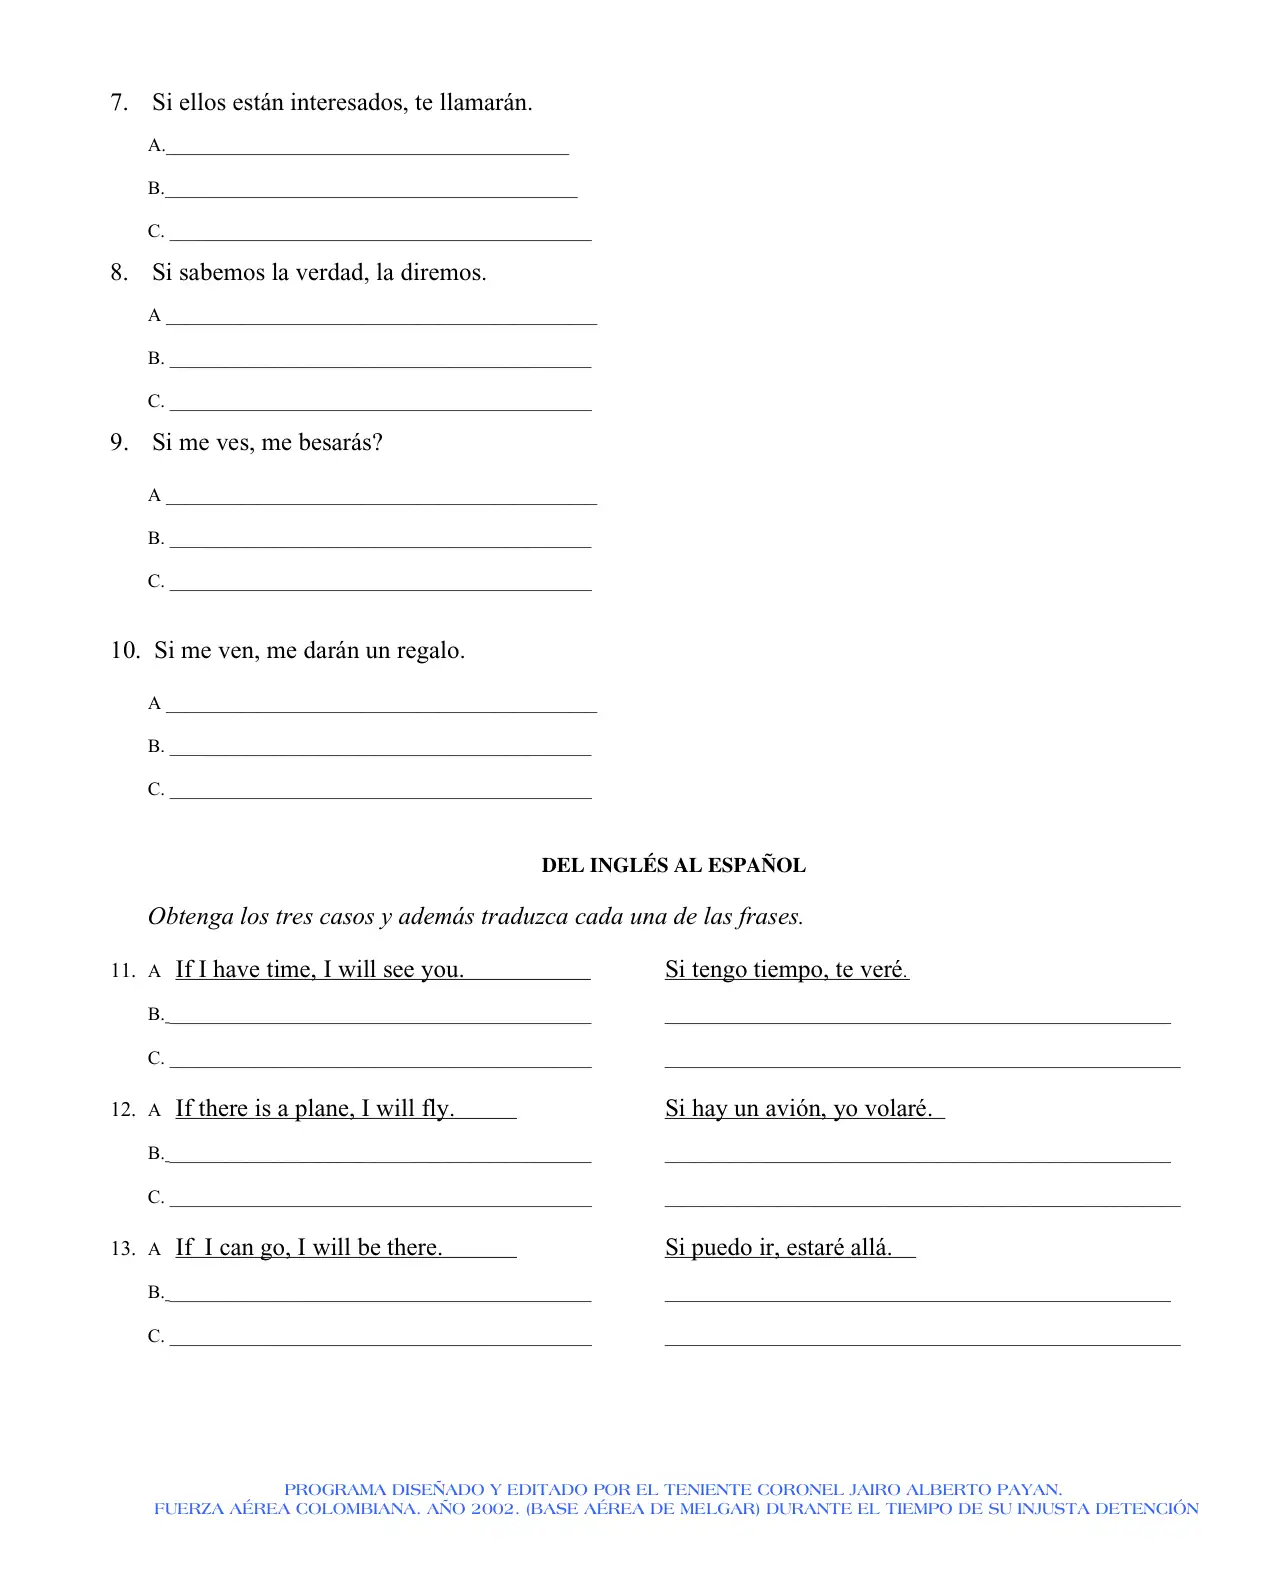 7. Si ellos están interesados, te llamarán.
A.
B.
C.
8. Si sabemos la verdad, la diremos.
A
B.
C.
9. Si me ves, me besarás?
A
B.
C.
10. Si me ven, me darán un regalo.
A
B.
C.
DEL INGLÉS AL ESPAÑOL
Obtenga los tres casos y además traduzca cada una de las frases.
11. A If I have time, I will see you. Si tengo tiempo, te veré.
B.
C.
12. A If there is a plane, I will fly. Si hay un avión, yo volaré.
B.
C.
13. A If I can go, I will be there. Si puedo ir, estaré allá.
B.
C.
PROGRAMA DISEÑADO Y EDITADO POR EL TENIENTE CORONEL JAIRO ALBERTO PAYAN.
FUERZA AÉREA COLOMBIANA. AÑO 2002. (BASE AÉREA DE MELGAR) DURANTE EL TIEMPO DE SU INJUSTA DETENCIÓN